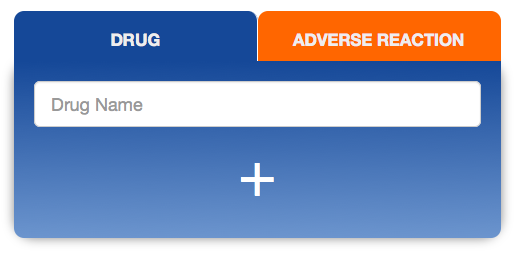 DRUG
ADVERSE REACTION
Drug Name
+